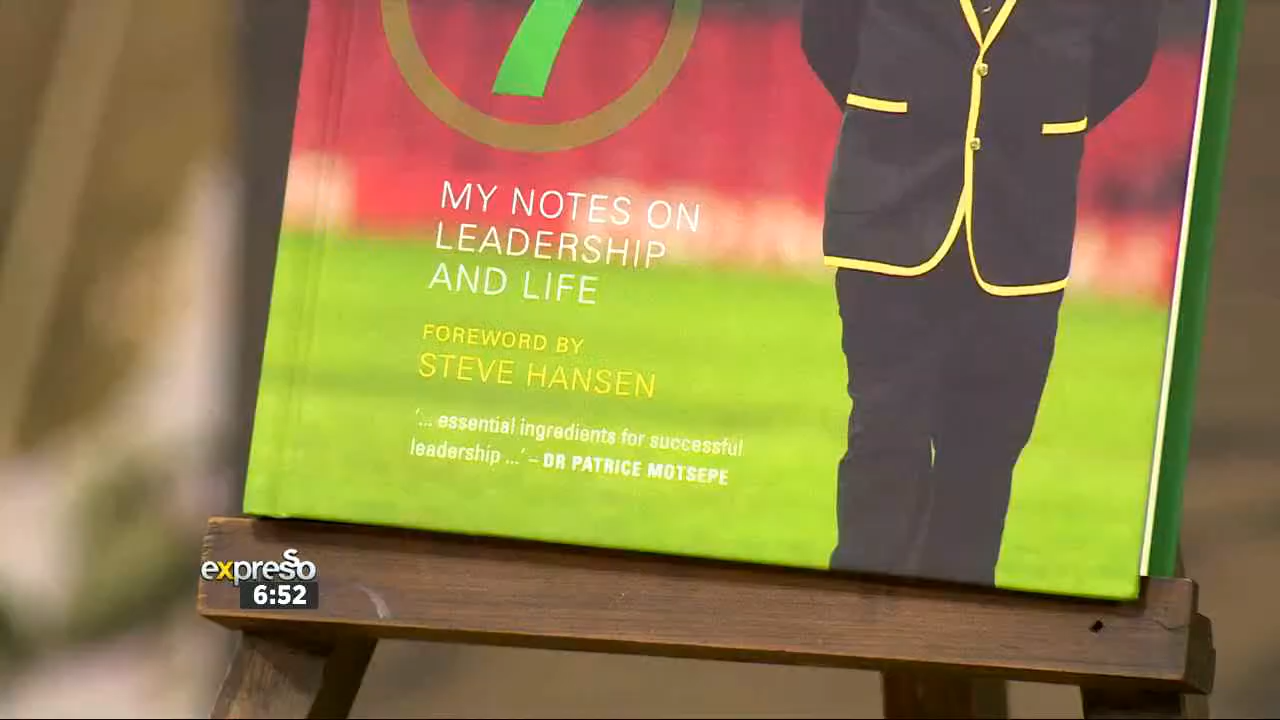 7
MY NOTES ON
LEADERSHIP
AND LIFE
FOREWORD BY
STEVE HANSEN
'... essential ingredients for successful
leadership ...' – DR PATRICE MOTSEPE
expresso
6:52